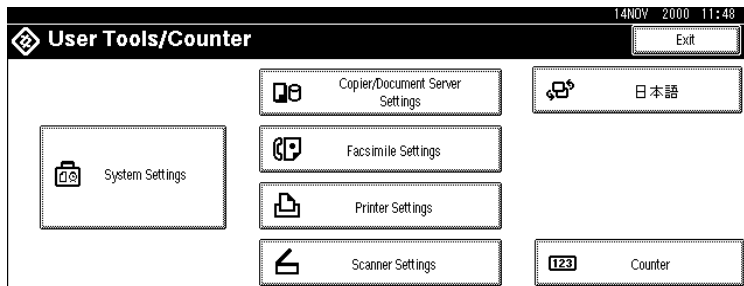 14NOV 2000 11:48
User Tools/Counter
Exit
Copier/Document Server
Settings
日本語
System Settings
Facsimile Settings
Printer Settings
Scanner Settings
123
Counter